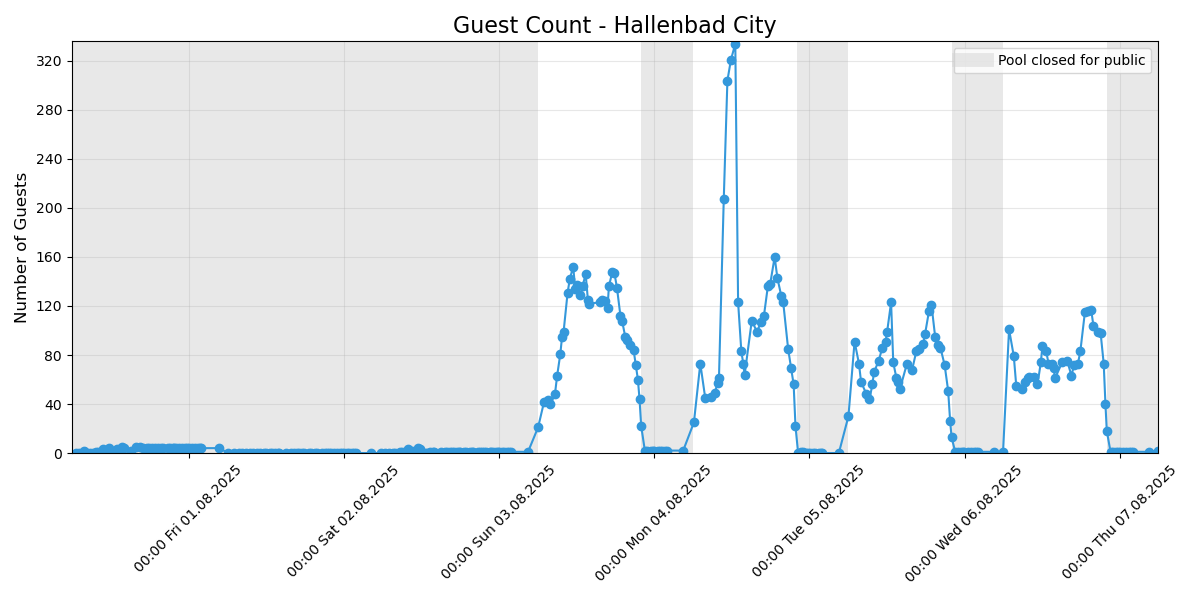 Guest Count - Hallenbad City
Pool closed for public
Number of Guests
320
280
240
200
160
120
80
40
0
00:00 Fri 01.08.2025
00:00 Sat 02.08.2025
00:00 Sun 03.08.2025
00:00 Mon 04.08.2025
00:00 Tue 05.08.2025
00:00 Wed 06.08.2025
00:00 Thu 07.08.2025